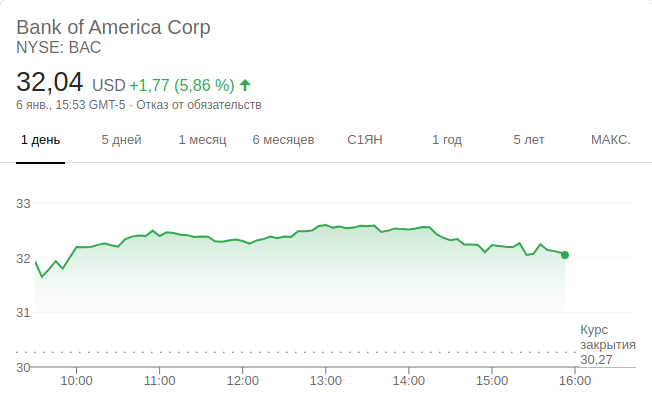 Bank of America Corp
NYSE: BAC
32,04 USD +1,77 (5,86 %)
6 янв., 15:53 GMT-5 · Отказ от обязательств
1 день 5 дней 1 месяц 6 месяцев С1ЯН 1 год 5 лет МАКС.
33
32
31
30
Курс
закрытия
30,27
10:00 11:00 12:00 13:00 14:00 15:00 16:00